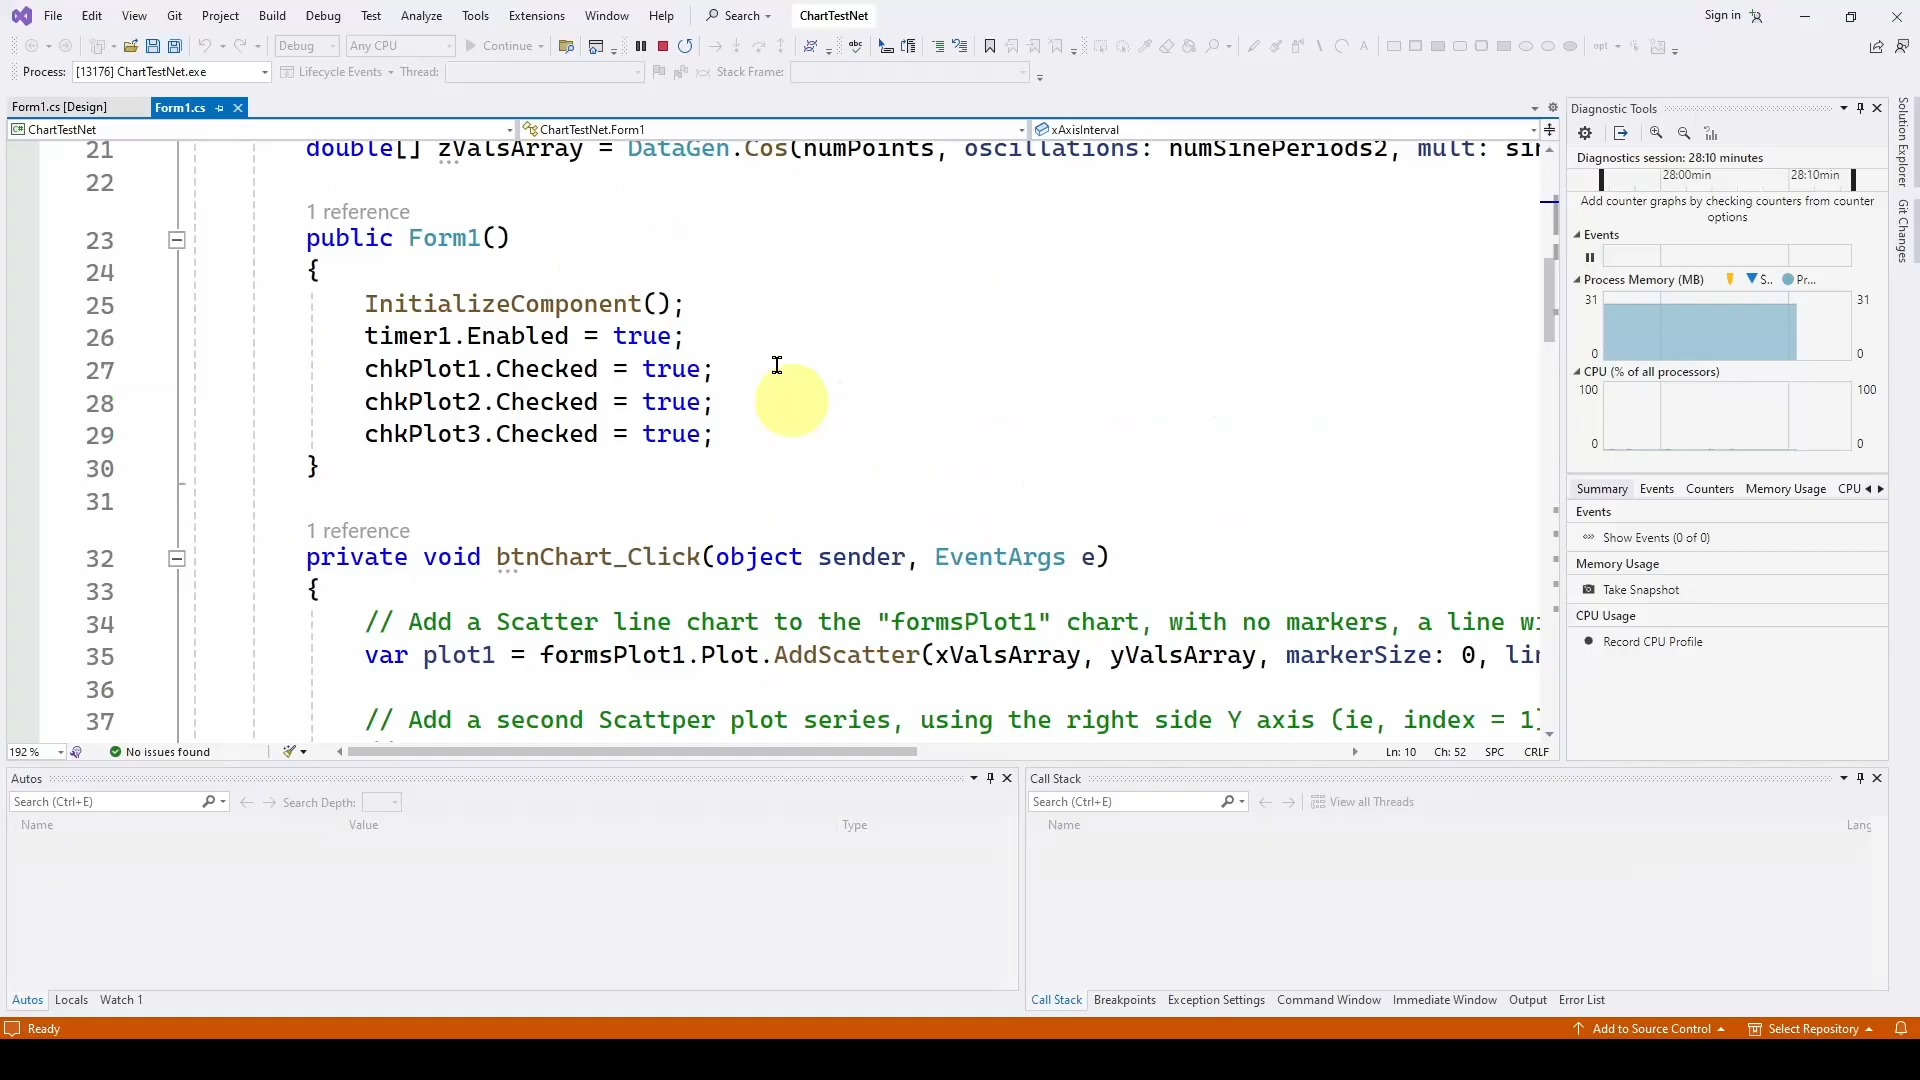 File Edit View Git Project Build Debug Test Analyze Tools Extensions Window Help Search ChartTestNet Sign in
Debug Any CPU Continue opt
Process: [13176] ChartTestNet.exe Lifecycle Events Thread: Stack Frame:
Form1.cs [Design] Form1.cs
ChartTestNet ChartTestNet.Form1 xAxisInterval
21 double[] zValsArray = DataGen.Cos(numPoints, oscillations: numSinePeriods2, mult: sin
22
1 reference
23 public Form1()
24 {
25 InitializeComponent();
26 timer1.Enabled = true;
27 chkPlot1.Checked = true;
28 chkPlot2.Checked = true;
29 chkPlot3.Checked = true;
30 }
31
1 reference
32 private void btnChart_Click(object sender, EventArgs e)
33 {
34 // Add a Scatter line chart to the "formsPlot1" chart, with no markers, a line wi
35 var plot1 = formsPlot1.Plot.AddScatter(xValsArray, yValsArray, markerSize: 0, lin
36
37 // Add a second Scattper plot series, using the right side Y axis (ie, index = 1)
192 % No issues found Ln: 10 Ch: 52 SPC CRLF
Diagnostic Tools
Diagnostics session: 28:10 minutes
28:00min 28:10min
Add counter graphs by checking counters from counter
options
Events
Process Memory (MB) S.. Pr...
31 31
0 0
CPU (% of all processors)
100 100
0 0
Summary Events Counters Memory Usage CPU
Events
Show Events (0 of 0)
Memory Usage
Take Snapshot
CPU Usage
Record CPU Profile
Solution Explorer
Git Changes
Autos
Search (Ctrl+E) Search Depth:
Name Value Type
Autos Locals Watch 1
Call Stack
Search (Ctrl+E) View all Threads
Name Lang
Call Stack Breakpoints Exception Settings Command Window Immediate Window Output Error List
Ready Add to Source Control Select Repository